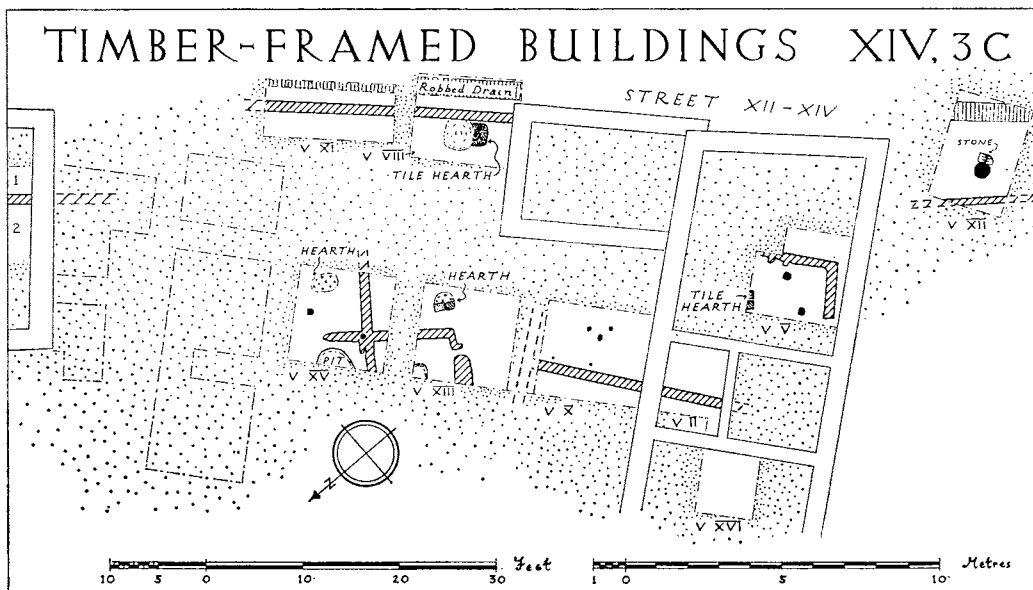 TIMBER-FRAMED BUILDINGS XIV, 3C
Robbed Drain
STREET XII-XIV
V XI
V VIII
TILE HEARTH
STONE
V XII
1
2
HEARTH
HEARTH
TILE
HEARTH
V V
PIT
V XV
V XIII
V X
V II
V XVI
N
10 5 0 10 20 30 Feet
1 0 5 10 Metres